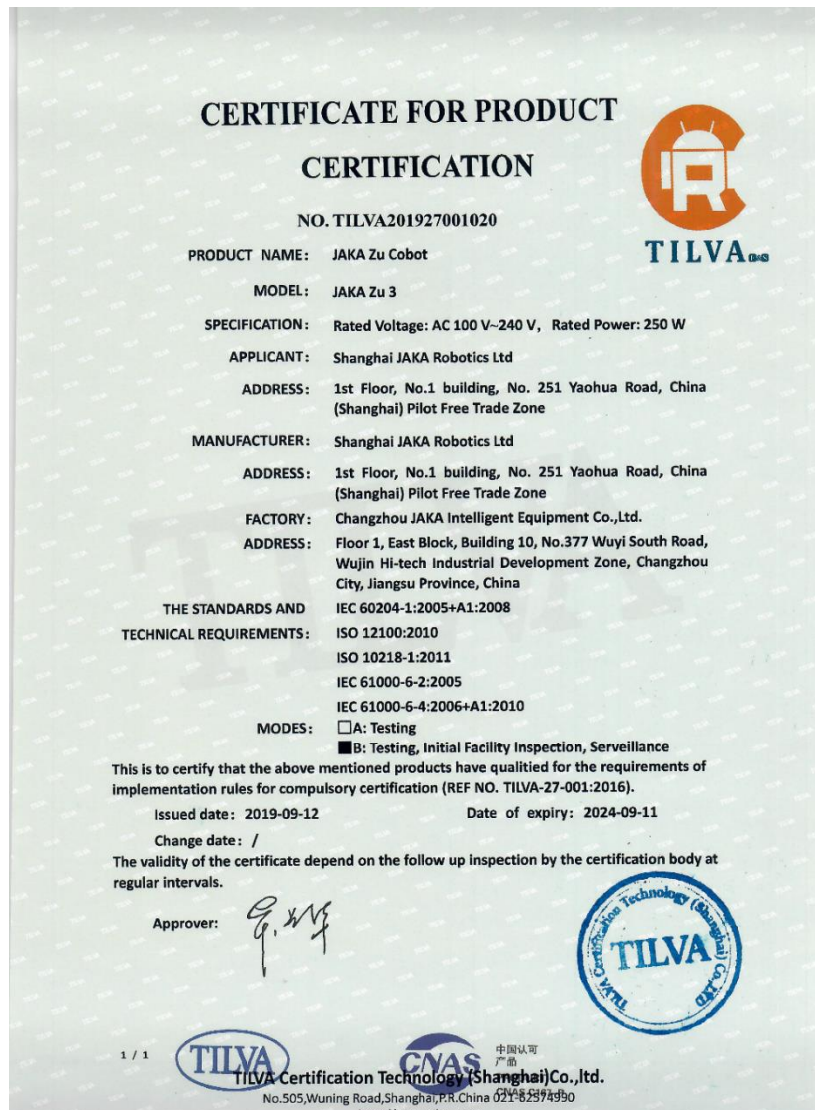 CERTIFICATE FOR PRODUCT
CERTIFICATION
NO. TILVA201927001020
TILVA
PRODUCT NAME: JAKA Zu Cobot
MODEL: JAKA Zu 3
SPECIFICATION: Rated Voltage: AC 100 V~240 V, Rated Power: 250 W
APPLICANT: Shanghai JAKA Robotics Ltd
ADDRESS: 1st Floor, No.1 building, No. 251 Yaohua Road, China
(Shanghai) Pilot Free Trade Zone
MANUFACTURER: Shanghai JAKA Robotics Ltd
ADDRESS: 1st Floor, No.1 building, No. 251 Yaohua Road, China
(Shanghai) Pilot Free Trade Zone
FACTORY: Changzhou JAKA Intelligent Equipment Co.,Ltd.
ADDRESS: Floor 1, East Block, Building 10, No.377 Wuyi South Road,
Wujin Hi-tech Industrial Development Zone, Changzhou
City, Jiangsu Province, China
THE STANDARDS AND IEC 60204-1:2005+A1:2008
TECHNICAL REQUIREMENTS: ISO 12100:2010
ISO 10218-1:2011
IEC 61000-6-2:2005
IEC 61000-6-4:2006+A1:2010
MODES: □A: Testing
■B: Testing, Initial Facility Inspection, Serveillance
This is to certify that the above mentioned products have qualitied for the requirements of
implementation rules for compulsory certification (REF NO. TILVA-27-001:2016).
Issued date: 2019-09-12 Date of expiry: 2024-09-11
Change date: /
The validity of the certificate depend on the follow up inspection by the certification body at
regular intervals.
Approver:
TILVA Certification Technology (Shanghai) Co.,LTD
TILVA
1 / 1
TILVA
CNAS
中国认可
产品
TILVA Certification Technology (Shanghai)Co.,ltd.
No.505,Wuning Road,Shanghai,P.R.China 021-62574990